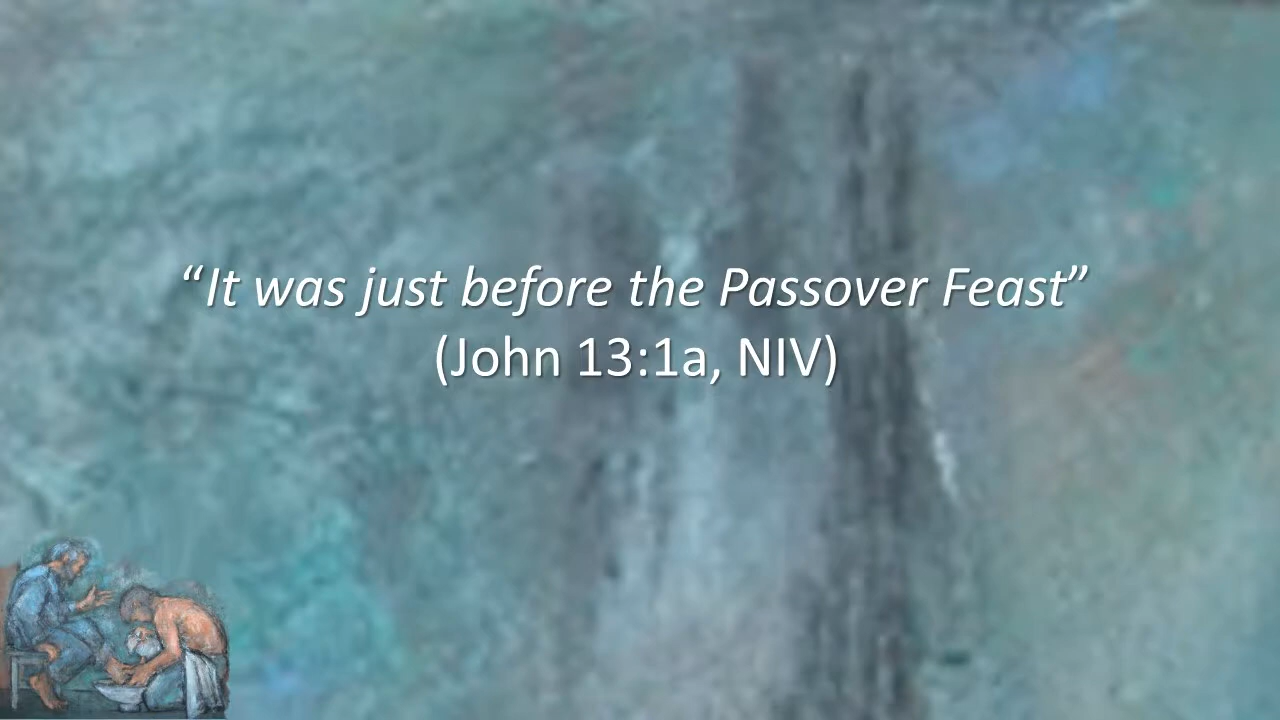 “It was just before the Passover Feast”
(John 13:1a, NIV)